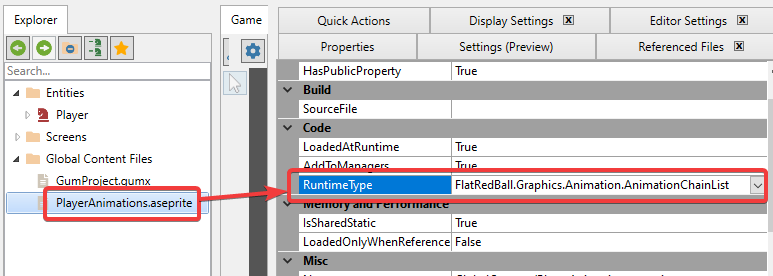 Explorer
Search...
Entities
Player
Screens
Global Content Files
GumProject.gumx
PlayerAnimations.aseprite
Game
Quick Actions
Display Settings
Editor Settings
Properties
Settings (Preview)
Referenced Files
HasPublicProperty True
Build
SourceFile
Code
LoadedAtRuntime True
AddToManagers True
RuntimeType FlatRedBall.Graphics.Animation.AnimationChainList
Memory and Performance
IsSharedStatic True
LoadedOnlyWhenReference False
Misc